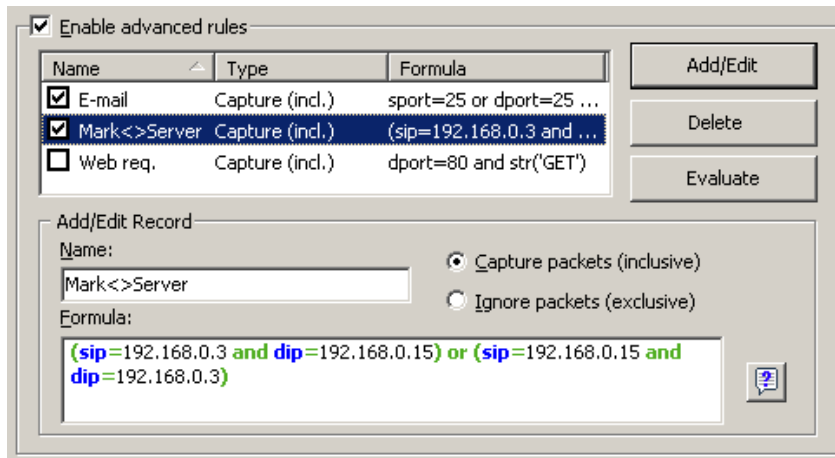 Enable advanced rules
Name Type Formula
E-mail Capture (incl.) sport=25 or dport=25 ...
Mark<>Server Capture (incl.) (sip=192.168.0.3 and ...
Web req. Capture (incl.) dport=80 and str('GET')
Add/Edit
Delete
Evaluate
Add/Edit Record
Name:
Mark<>Server
Capture packets (inclusive)
Ignore packets (exclusive)
Formula:
(sip=192.168.0.3 and dip=192.168.0.15) or (sip=192.168.0.15 and
dip=192.168.0.3)
?